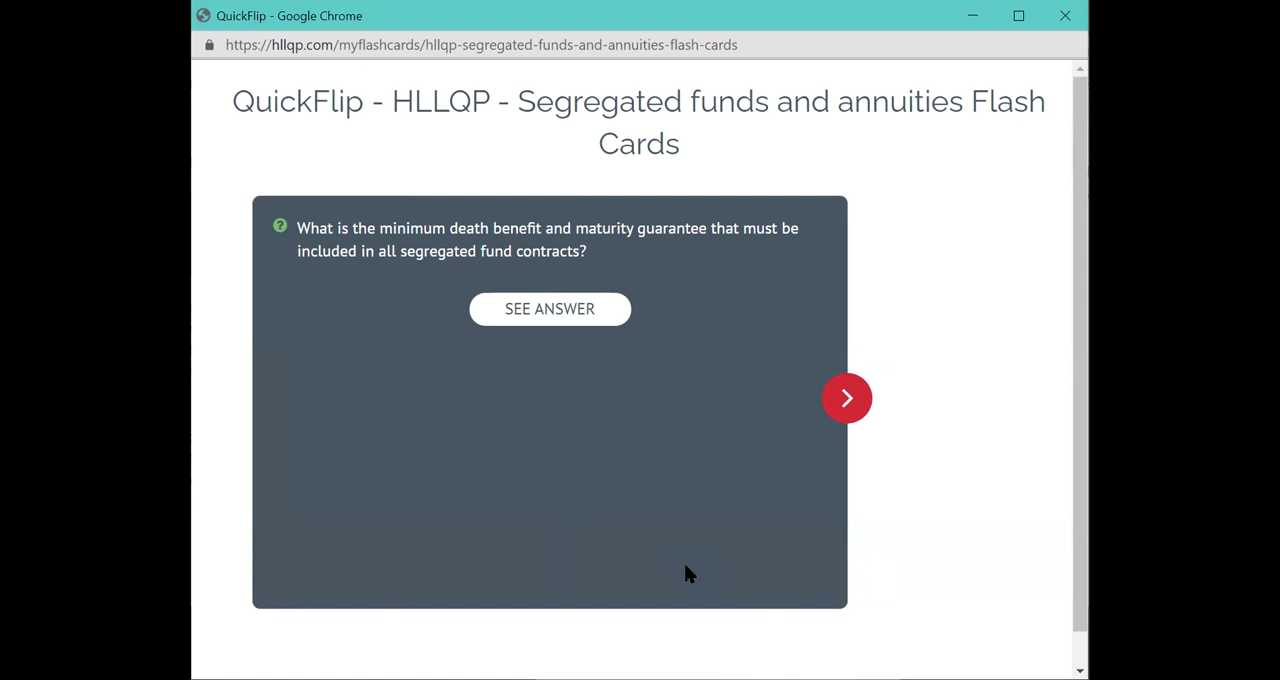 QuickFlip - Google Chrome
https://hllqp.com/myflashcards/hllqp-segregated-funds-and-annuities-flash-cards
QuickFlip - HLLQP - Segregated funds and annuities Flash
Cards
What is the minimum death benefit and maturity guarantee that must be
included in all segregated fund contracts?
SEE ANSWER